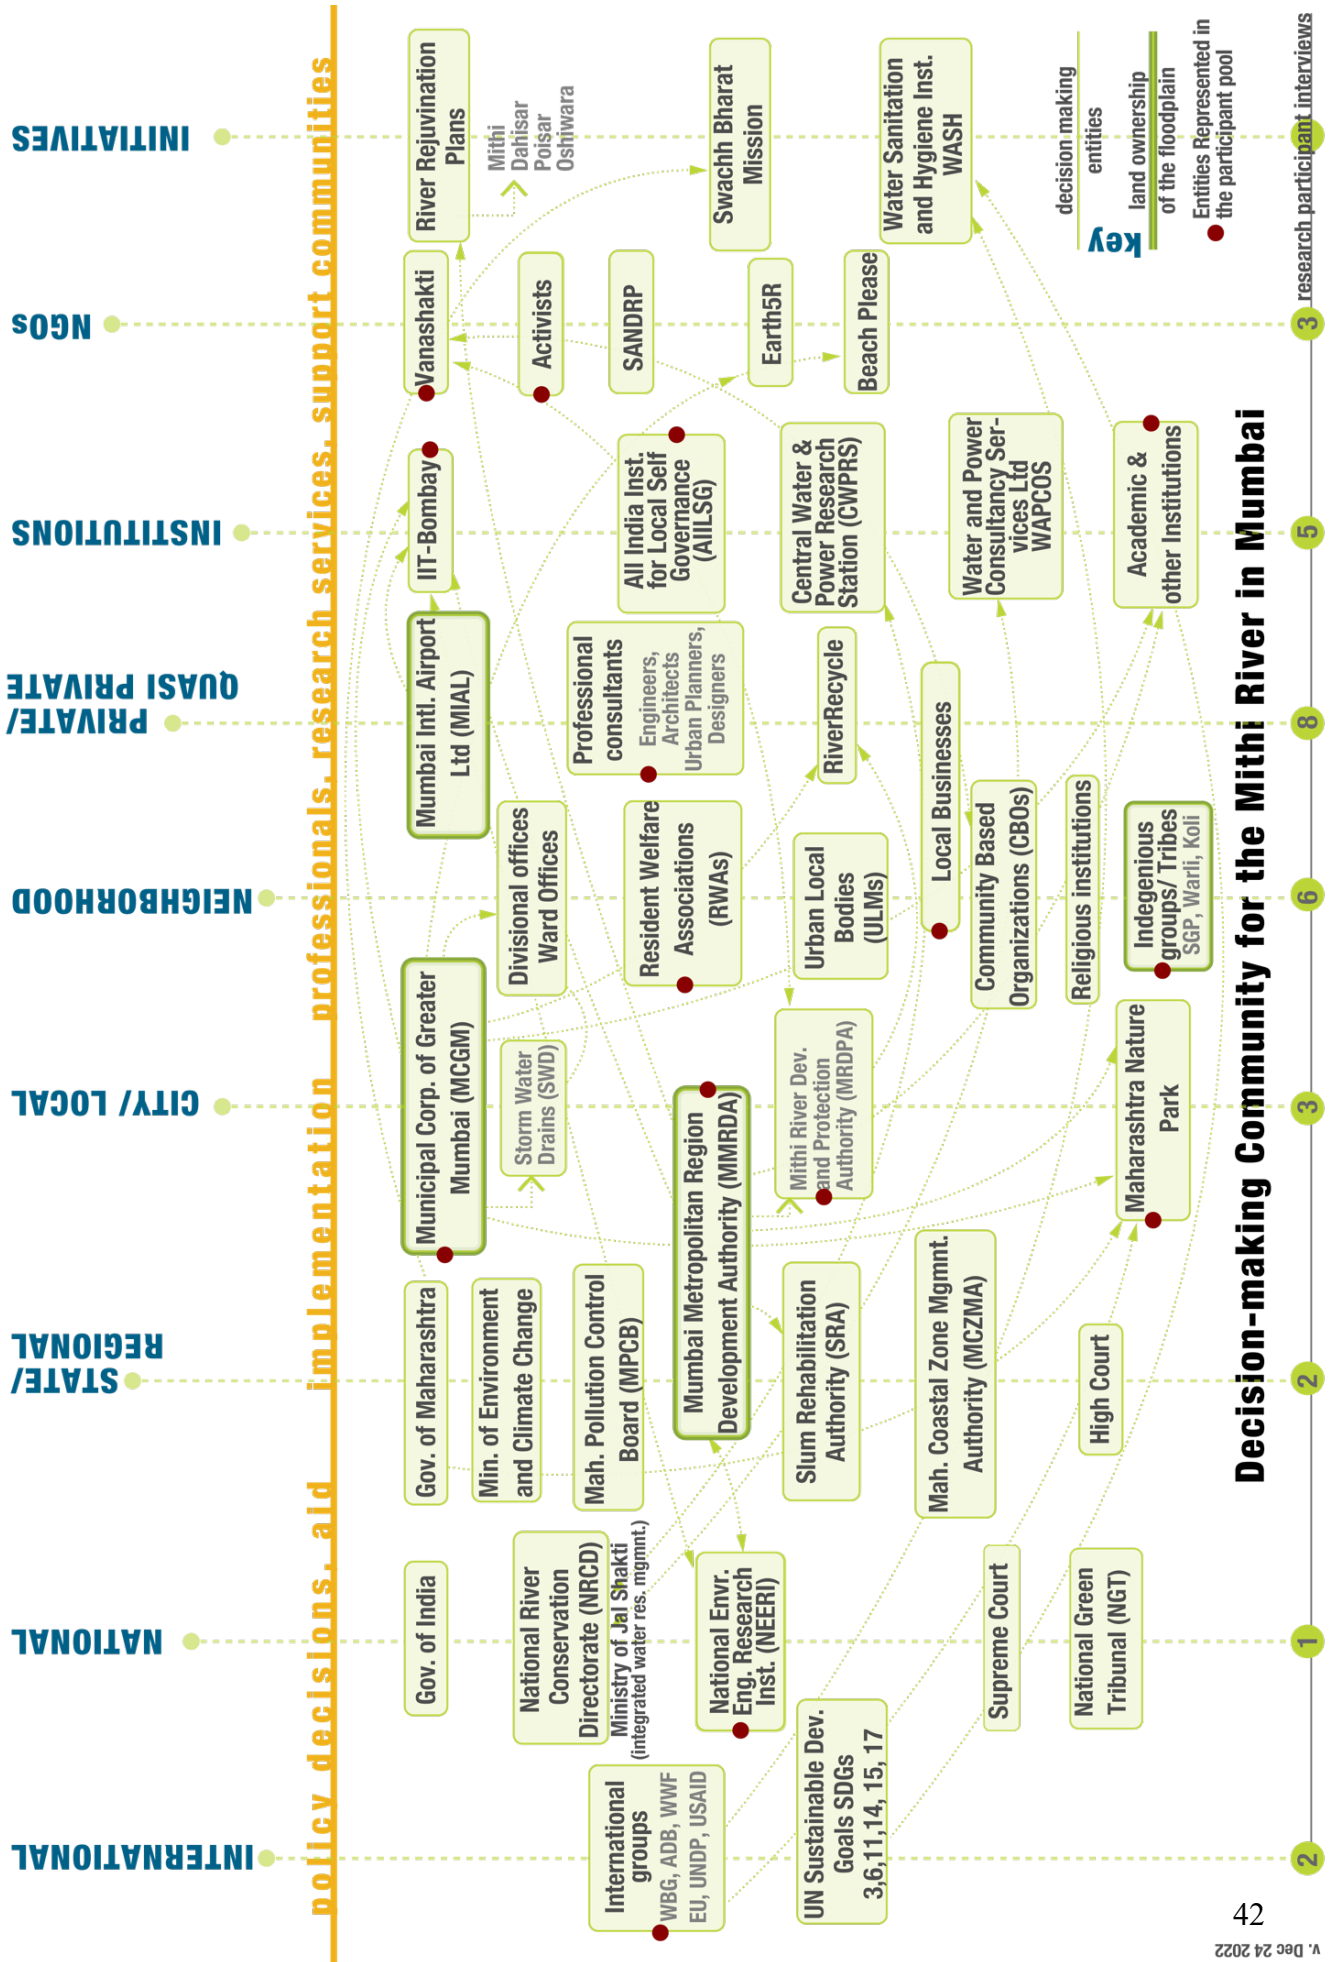 INTERNATIONAL
NATIONAL
STATE/
REGIONAL
CITY/ LOCAL
NEIGHBORHOOD
PRIVATE/
QUASI PRIVATE
INSTITUTIONS
NGOs
INITIATIVES
policy decisions, aid
implementation
professionals, research services, support communities
International
groups
WBG, ADB, WWF
EU, UNDP, USAID
UN Sustainable Dev.
Goals SDGs
3,6,11,14, 15, 17
Gov. of India
National River
Conservation
Directorate (NRCD)
Ministry of Jal Shakti
(integrated water res. mgmnt.)
National Envr.
Eng. Research
Inst. (NEERI)
Supreme Court
National Green
Tribunal (NGT)
Gov. of Maharashtra
Min. of Environment
and Climate Change
Mah. Pollution Control
Board (MPCB)
Mumbai Metropolitan Region
Development Authority (MMRDA)
Slum Rehabilitation
Authority (SRA)
Mah. Coastal Zone Mgmnt.
Authority (MCZMA)
High Court
Municipal Corp. of Greater
Mumbai (MCGM)
Storm Water
Drains (SWD)
Mithi River Dev.
and Protection
Authority (MRDPA)
Maharashtra Nature
Park
Divisional offices
Ward Offices
Resident Welfare
Associations
(RWAs)
Urban Local
Bodies
(ULMs)
Local Businesses
Community Based
Organizations (CBOs)
Religious institutions
Indegenious
groups/ Tribes
SGP, Warli, Koli
Mumbai Intl. Airport
Ltd (MIAL)
Professional
consultants
Engineers,
Architects
Urban Planners,
Designers
RiverRecycle
IIT-Bombay
All India Inst.
for Local Self
Governance
(AIILSG)
Central Water &
Power Research
Station (CWPRS)
Water and Power
Consultancy Ser-
vices Ltd
WAPCOS
Academic &
other Institutions
Vanashakti
Activists
SANDRP
Earth5R
Beach Please
River Rejuvination
Plans
Mithi
Dahisar
Poisar
Oshiwara
Swachh Bharat
Mission
Water Sanitation
and Hygiene Inst.
WASH
key
decision making
entities
land ownership
of the floodplain
Entities Represented in
the participant pool
Decision-making Community for the Mithi River in Mumbai
2
1
2
3
6
8
5
3
research participant interviews
42
v. Dec 24 2022